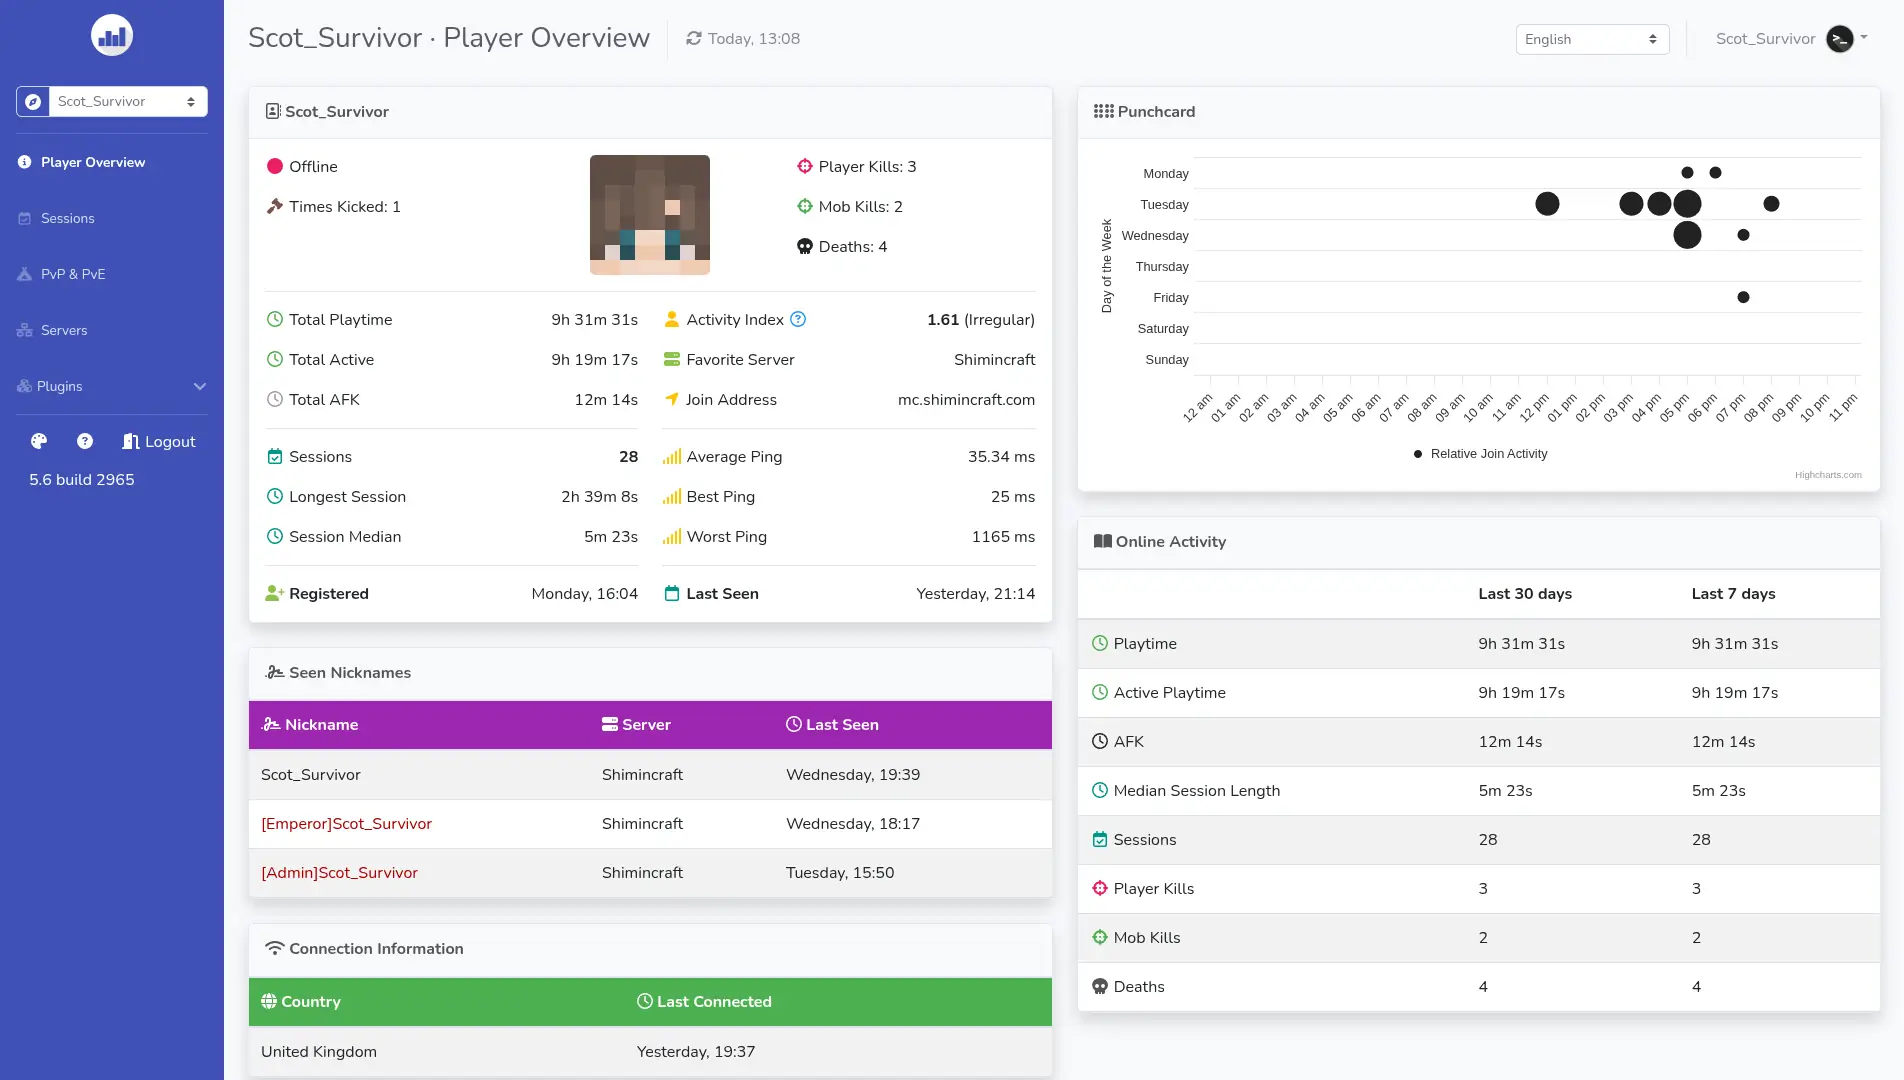 Scot_Survivor
Player Overview
Sessions
PvP & PvE
Servers
Plugins
Logout
5.6 build 2965
Scot_Survivor · Player Overview
Today, 13:08
English
Scot_Survivor
Scot_Survivor
Offline
Times Kicked: 1
Player Kills: 3
Mob Kills: 2
Deaths: 4
Total Playtime 9h 31m 31s
Total Active 9h 19m 17s
Total AFK 12m 14s
Activity Index 1.61 (Irregular)
Favorite Server Shimincraft
Join Address mc.shimincraft.com
Sessions 28
Longest Session 2h 39m 8s
Session Median 5m 23s
Average Ping 35.34 ms
Best Ping 25 ms
Worst Ping 1165 ms
Registered Monday, 16:04
Last Seen Yesterday, 21:14
Seen Nicknames
Nickname Server Last Seen
Scot_Survivor Shimincraft Wednesday, 19:39
[Emperor]Scot_Survivor Shimincraft Wednesday, 18:17
[Admin]Scot_Survivor Shimincraft Tuesday, 15:50
Connection Information
Country Last Connected
United Kingdom Yesterday, 19:37
Punchcard
Day of the Week
Monday
Tuesday
Wednesday
Thursday
Friday
Saturday
Sunday
12 am 01 am 02 am 03 am 04 am 05 am 06 am 07 am 08 am 09 am 10 am 11 am 12 pm 01 pm 02 pm 03 pm 04 pm 05 pm 06 pm 07 pm 08 pm 09 pm 10 pm 11 pm
Relative Join Activity
Highcharts.com
Online Activity
Last 30 days Last 7 days
Playtime 9h 31m 31s 9h 31m 31s
Active Playtime 9h 19m 17s 9h 19m 17s
AFK 12m 14s 12m 14s
Median Session Length 5m 23s 5m 23s
Sessions 28 28
Player Kills 3 3
Mob Kills 2 2
Deaths 4 4